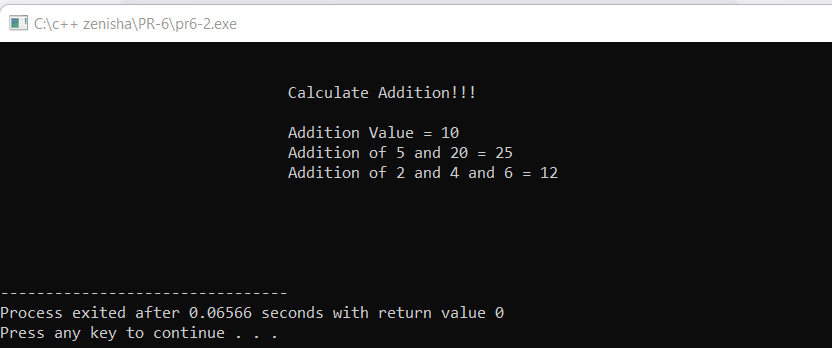 C:\c++ zenisha\PR-6\pr6-2.exe
Calculate Addition!!!
Addition Value = 10
Addition of 5 and 20 = 25
Addition of 2 and 4 and 6 = 12
--------------------------------
Process exited after 0.06566 seconds with return value 0
Press any key to continue . . .